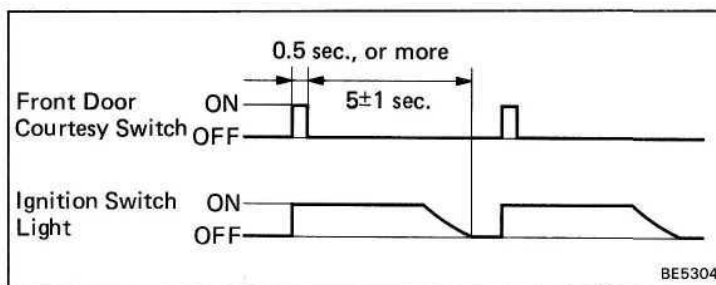 0.5 sec., or more
5±1 sec.
Front Door
Courtesy Switch
ON
OFF
Ignition Switch
Light
ON
OFF
BE5304